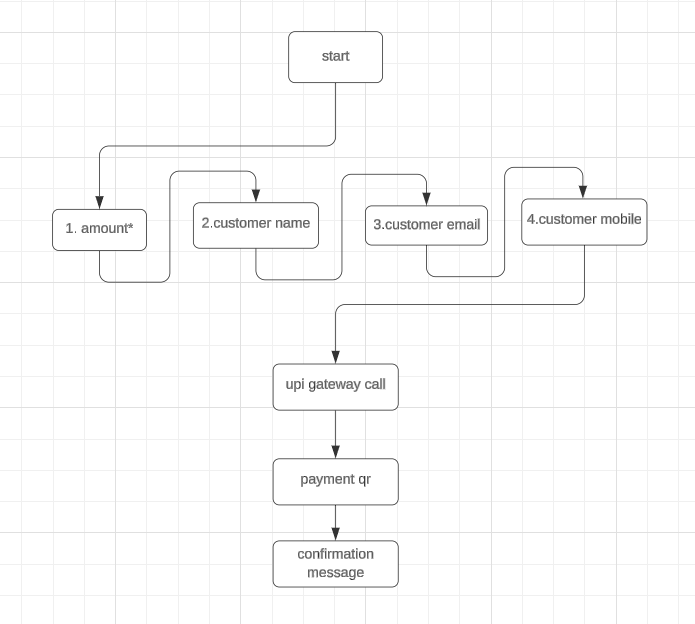 start
1. amount*
2.customer name
3.customer email
4.customer mobile
upi gateway call
payment qr
confirmation
message